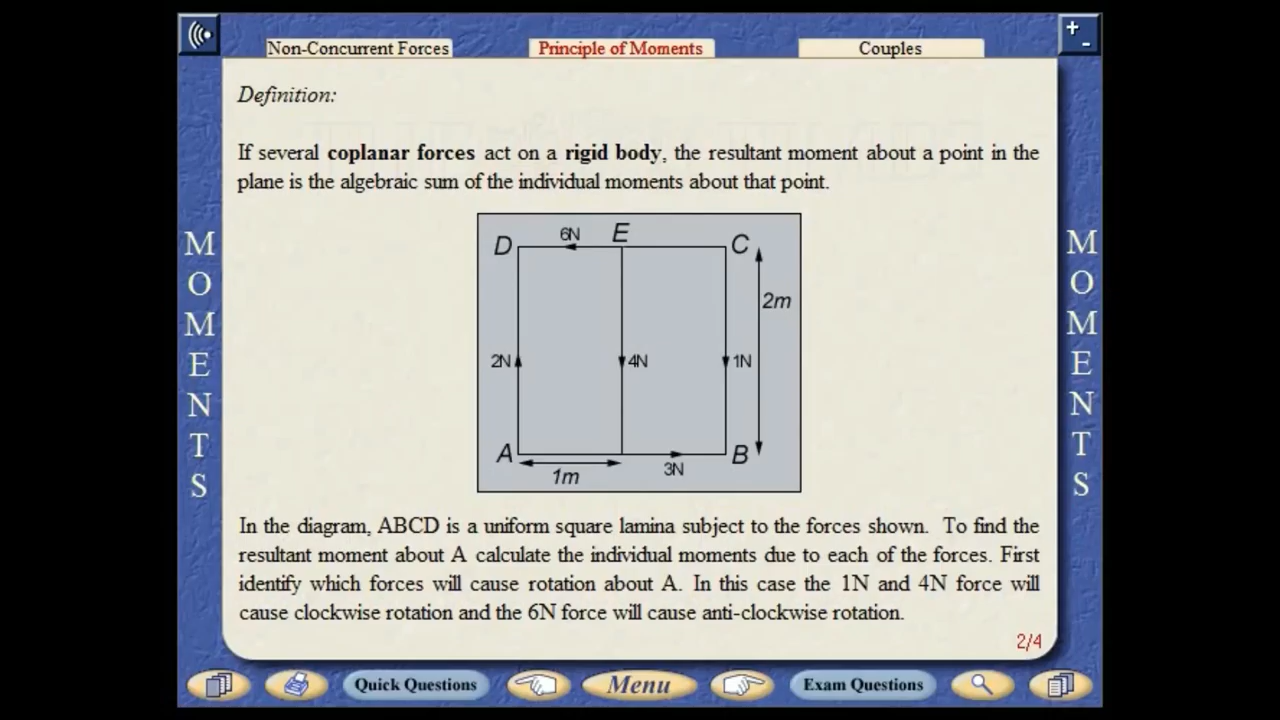 Non-Concurrent Forces
Principle of Moments
Couples
+
-
Definition:
If several coplanar forces act on a rigid body, the resultant moment about a point in the
plane is the algebraic sum of the individual moments about that point.
D
6N
E
C
2m
2N
4N
1N
A
B
1m
3N
In the diagram, ABCD is a uniform square lamina subject to the forces shown. To find the
resultant moment about A calculate the individual moments due to each of the forces. First
identify which forces will cause rotation about A. In this case the 1N and 4N force will
cause clockwise rotation and the 6N force will cause anti-clockwise rotation.
2/4
MOMENTS
MOMENTS
Quick Questions
Menu
Exam Questions